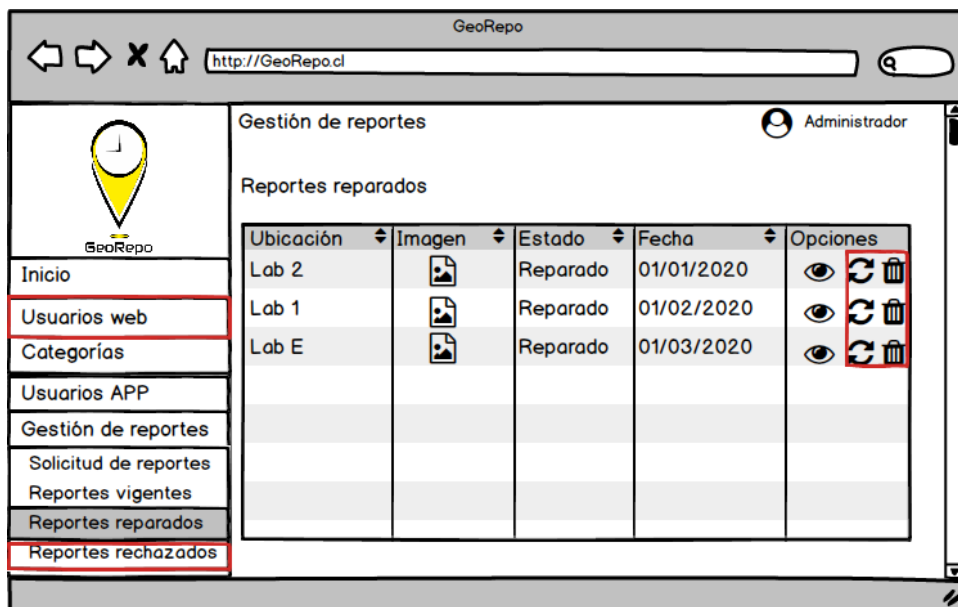 GeoRepo
http://GeoRepo.cl
GeoRepo
Inicio
Usuarios web
Categorías
Usuarios APP
Gestión de reportes
Solicitud de reportes
Reportes vigentes
Reportes reparados
Reportes rechazados
Gestión de reportes
Administrador
Reportes reparados
Ubicación Imagen Estado Fecha Opciones
Lab 2 Reparado 01/01/2020
Lab 1 Reparado 01/02/2020
Lab E Reparado 01/03/2020